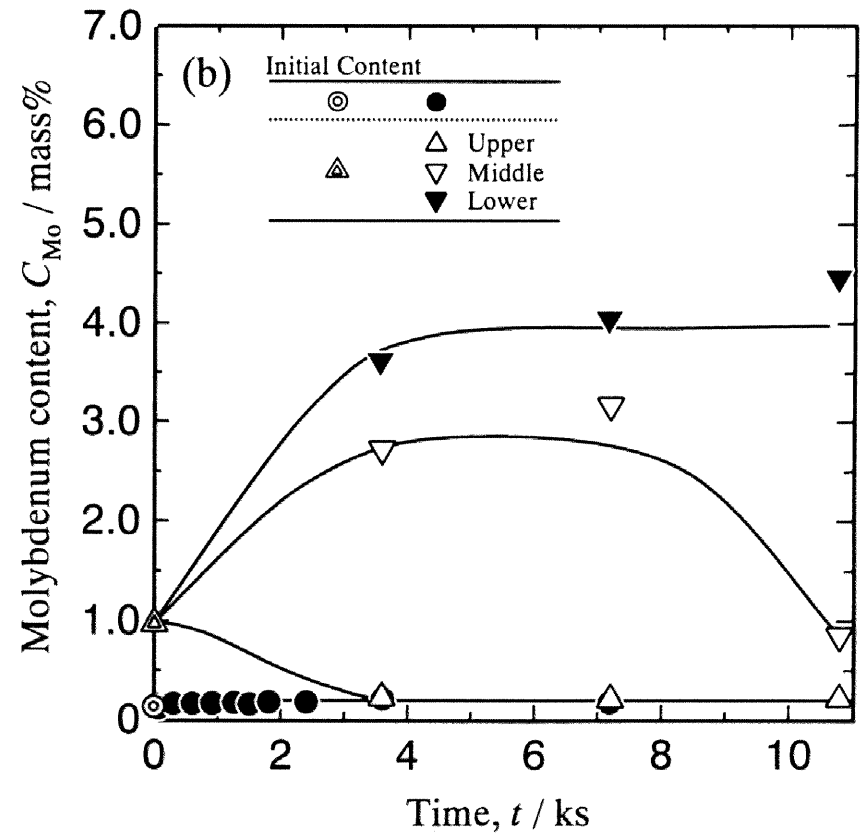 7.0
(b) Initial Content
6.0
Upper
Middle
Lower
5.0
4.0
3.0
2.0
1.0
0
0 2 4 6 8 10
Molybdenum content, C_Mo / mass%
Time, t / ks